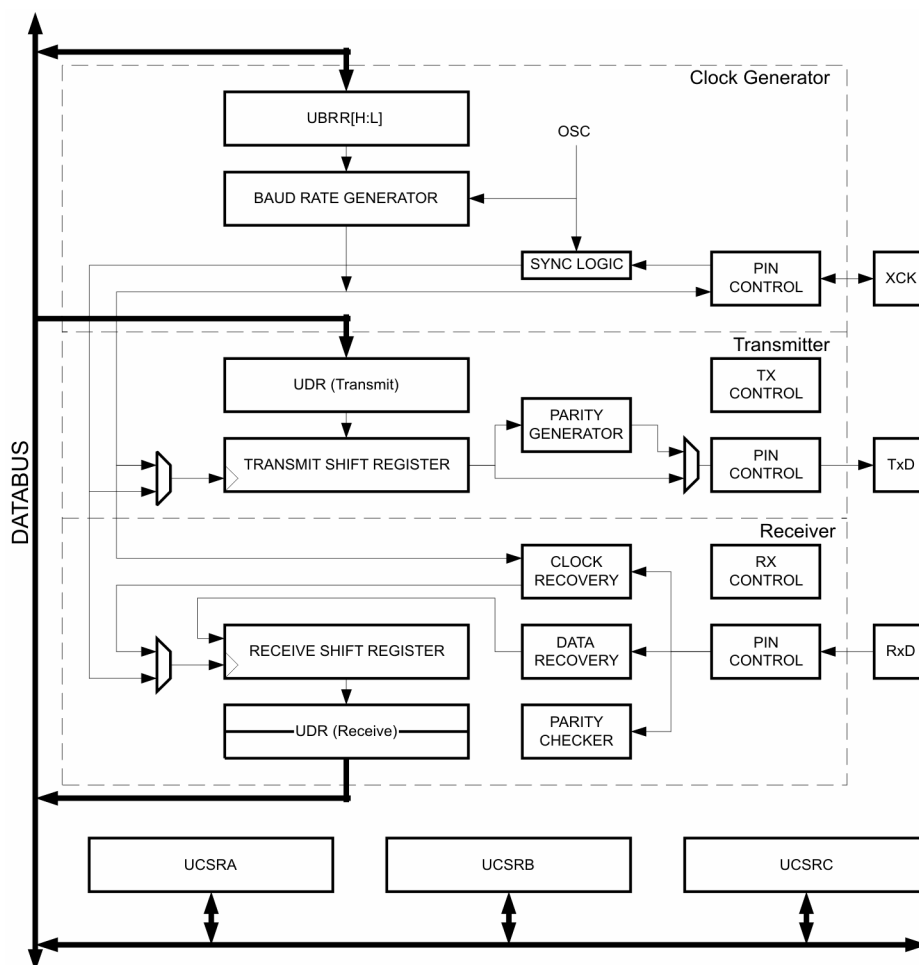 Clock Generator
UBRR[H:L]
OSC
BAUD RATE GENERATOR
SYNC LOGIC
PIN
CONTROL
XCK
Transmitter
UDR (Transmit)
TX
CONTROL
PARITY
GENERATOR
TRANSMIT SHIFT REGISTER
PIN
CONTROL
TxD
DATABUS
Receiver
CLOCK
RECOVERY
RX
CONTROL
RECEIVE SHIFT REGISTER
DATA
RECOVERY
PIN
CONTROL
RxD
UDR (Receive)
PARITY
CHECKER
UCSRA
UCSRB
UCSRC